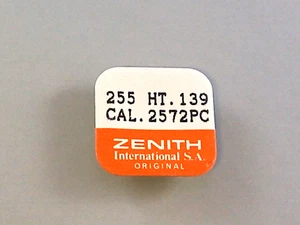 255 HT.139
CAL.2572PC
ZENITH
International S.A.
ORIGINAL